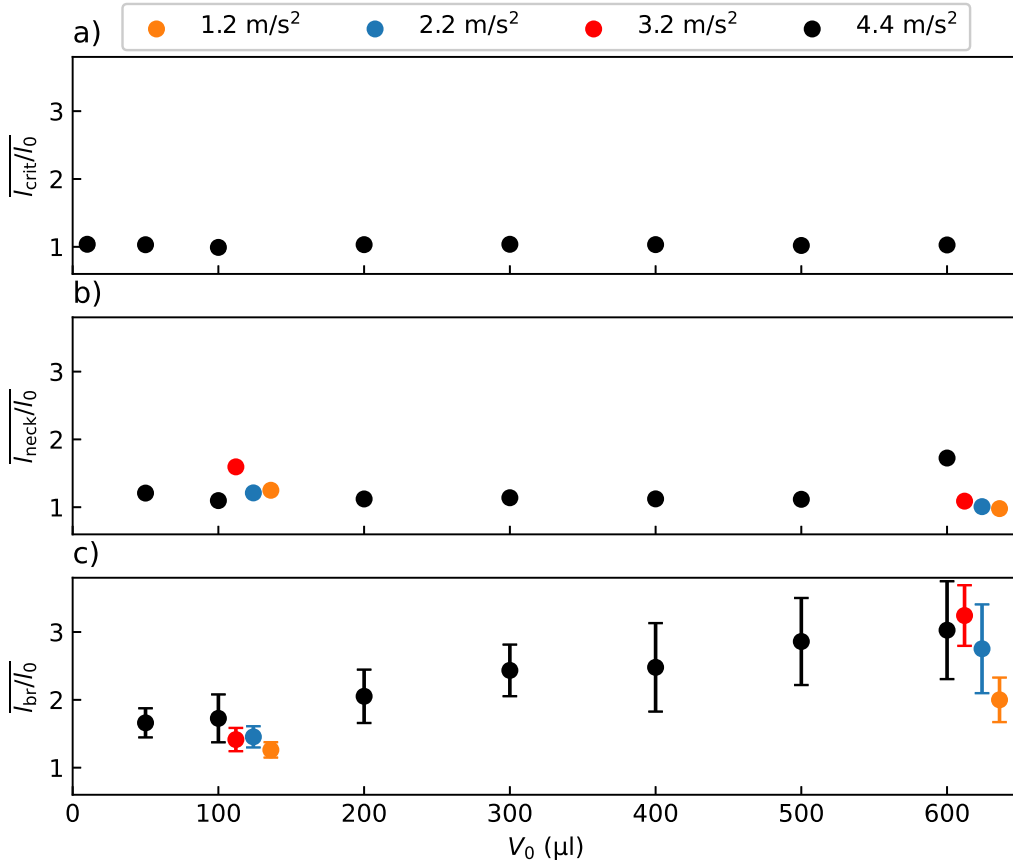 a)
1.2 m/s² 2.2 m/s² 3.2 m/s² 4.4 m/s²
3
2
1
l_crit/l_0
b)
3
2
1
l_neck/l_0
c)
3
2
1
l_br/l_0
0 100 200 300 400 500 600
V_0 (µl)